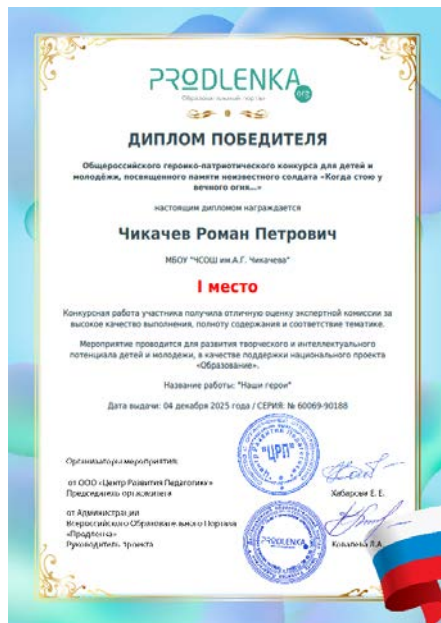 PRODLENKA
.org
Образовательный портал
ДИПЛОМ ПОБЕДИТЕЛЯ
Общероссийского героико-патриотического конкурса для детей и
молодёжи, посвященного памяти неизвестного солдата «Когда стою у
вечного огня...»
настоящим дипломом награждается
Чикачев Роман Петрович
МБОУ "ЧСОШ им.А.Г. Чикачева"
I место
Конкурсная работа участника получила отличную оценку экспертной комиссии за
высокое качество выполнения, полноту содержания и соответствие тематике.
Мероприятие проводится для развития творческого и интеллектуального
потенциала детей и молодежи, в качестве поддержки национального проекта
«Образование».
Название работы: "Наши герои"
Дата выдачи: 04 декабря 2025 года / СЕРИЯ: № 60069-90188
Организаторы мероприятия:
от ООО «Центр Развития Педагогики»
Председатель оргкомитета
Хабарова Е. Е.
от Администрации
Всероссийского Образовательного Портала
«Продленка»
Руководитель проекта
Ковалева Л.А.
"ЦРП"
PRODLENKA